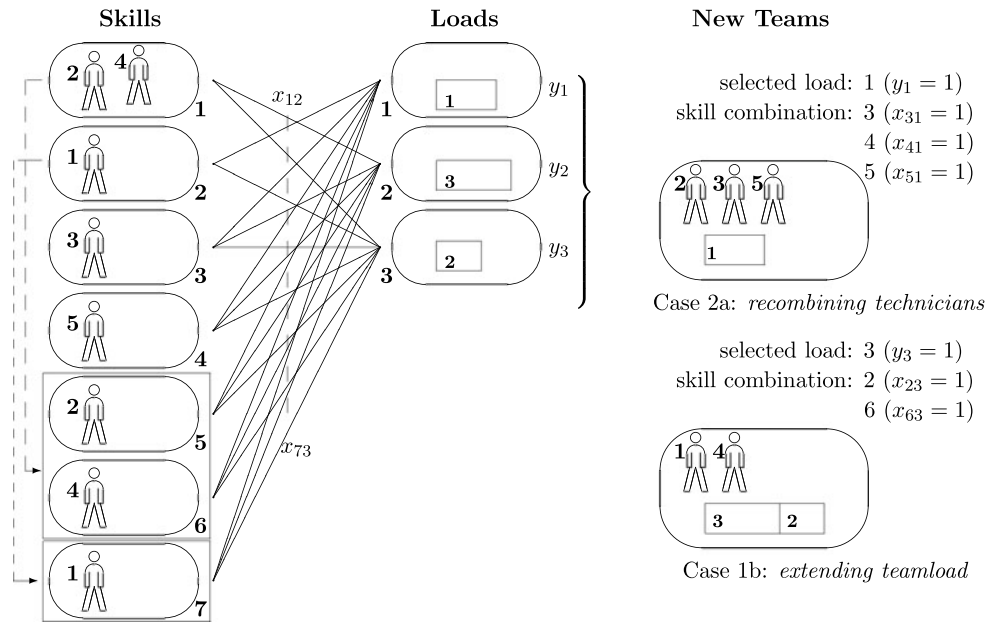 Skills
2 4
1
1
2
3
3
5
4
2
5
4
6
1
7
x12
x73
Loads
1
1
y1
3
2
y2
2
3
y3
New Teams
selected load: 1 (y1 = 1)
skill combination: 3 (x31 = 1)
4 (x41 = 1)
5 (x51 = 1)
2 3 5
1
Case 2a: recombining technicians
selected load: 3 (y3 = 1)
skill combination: 2 (x23 = 1)
6 (x63 = 1)
1 4
3 2
Case 1b: extending teamload